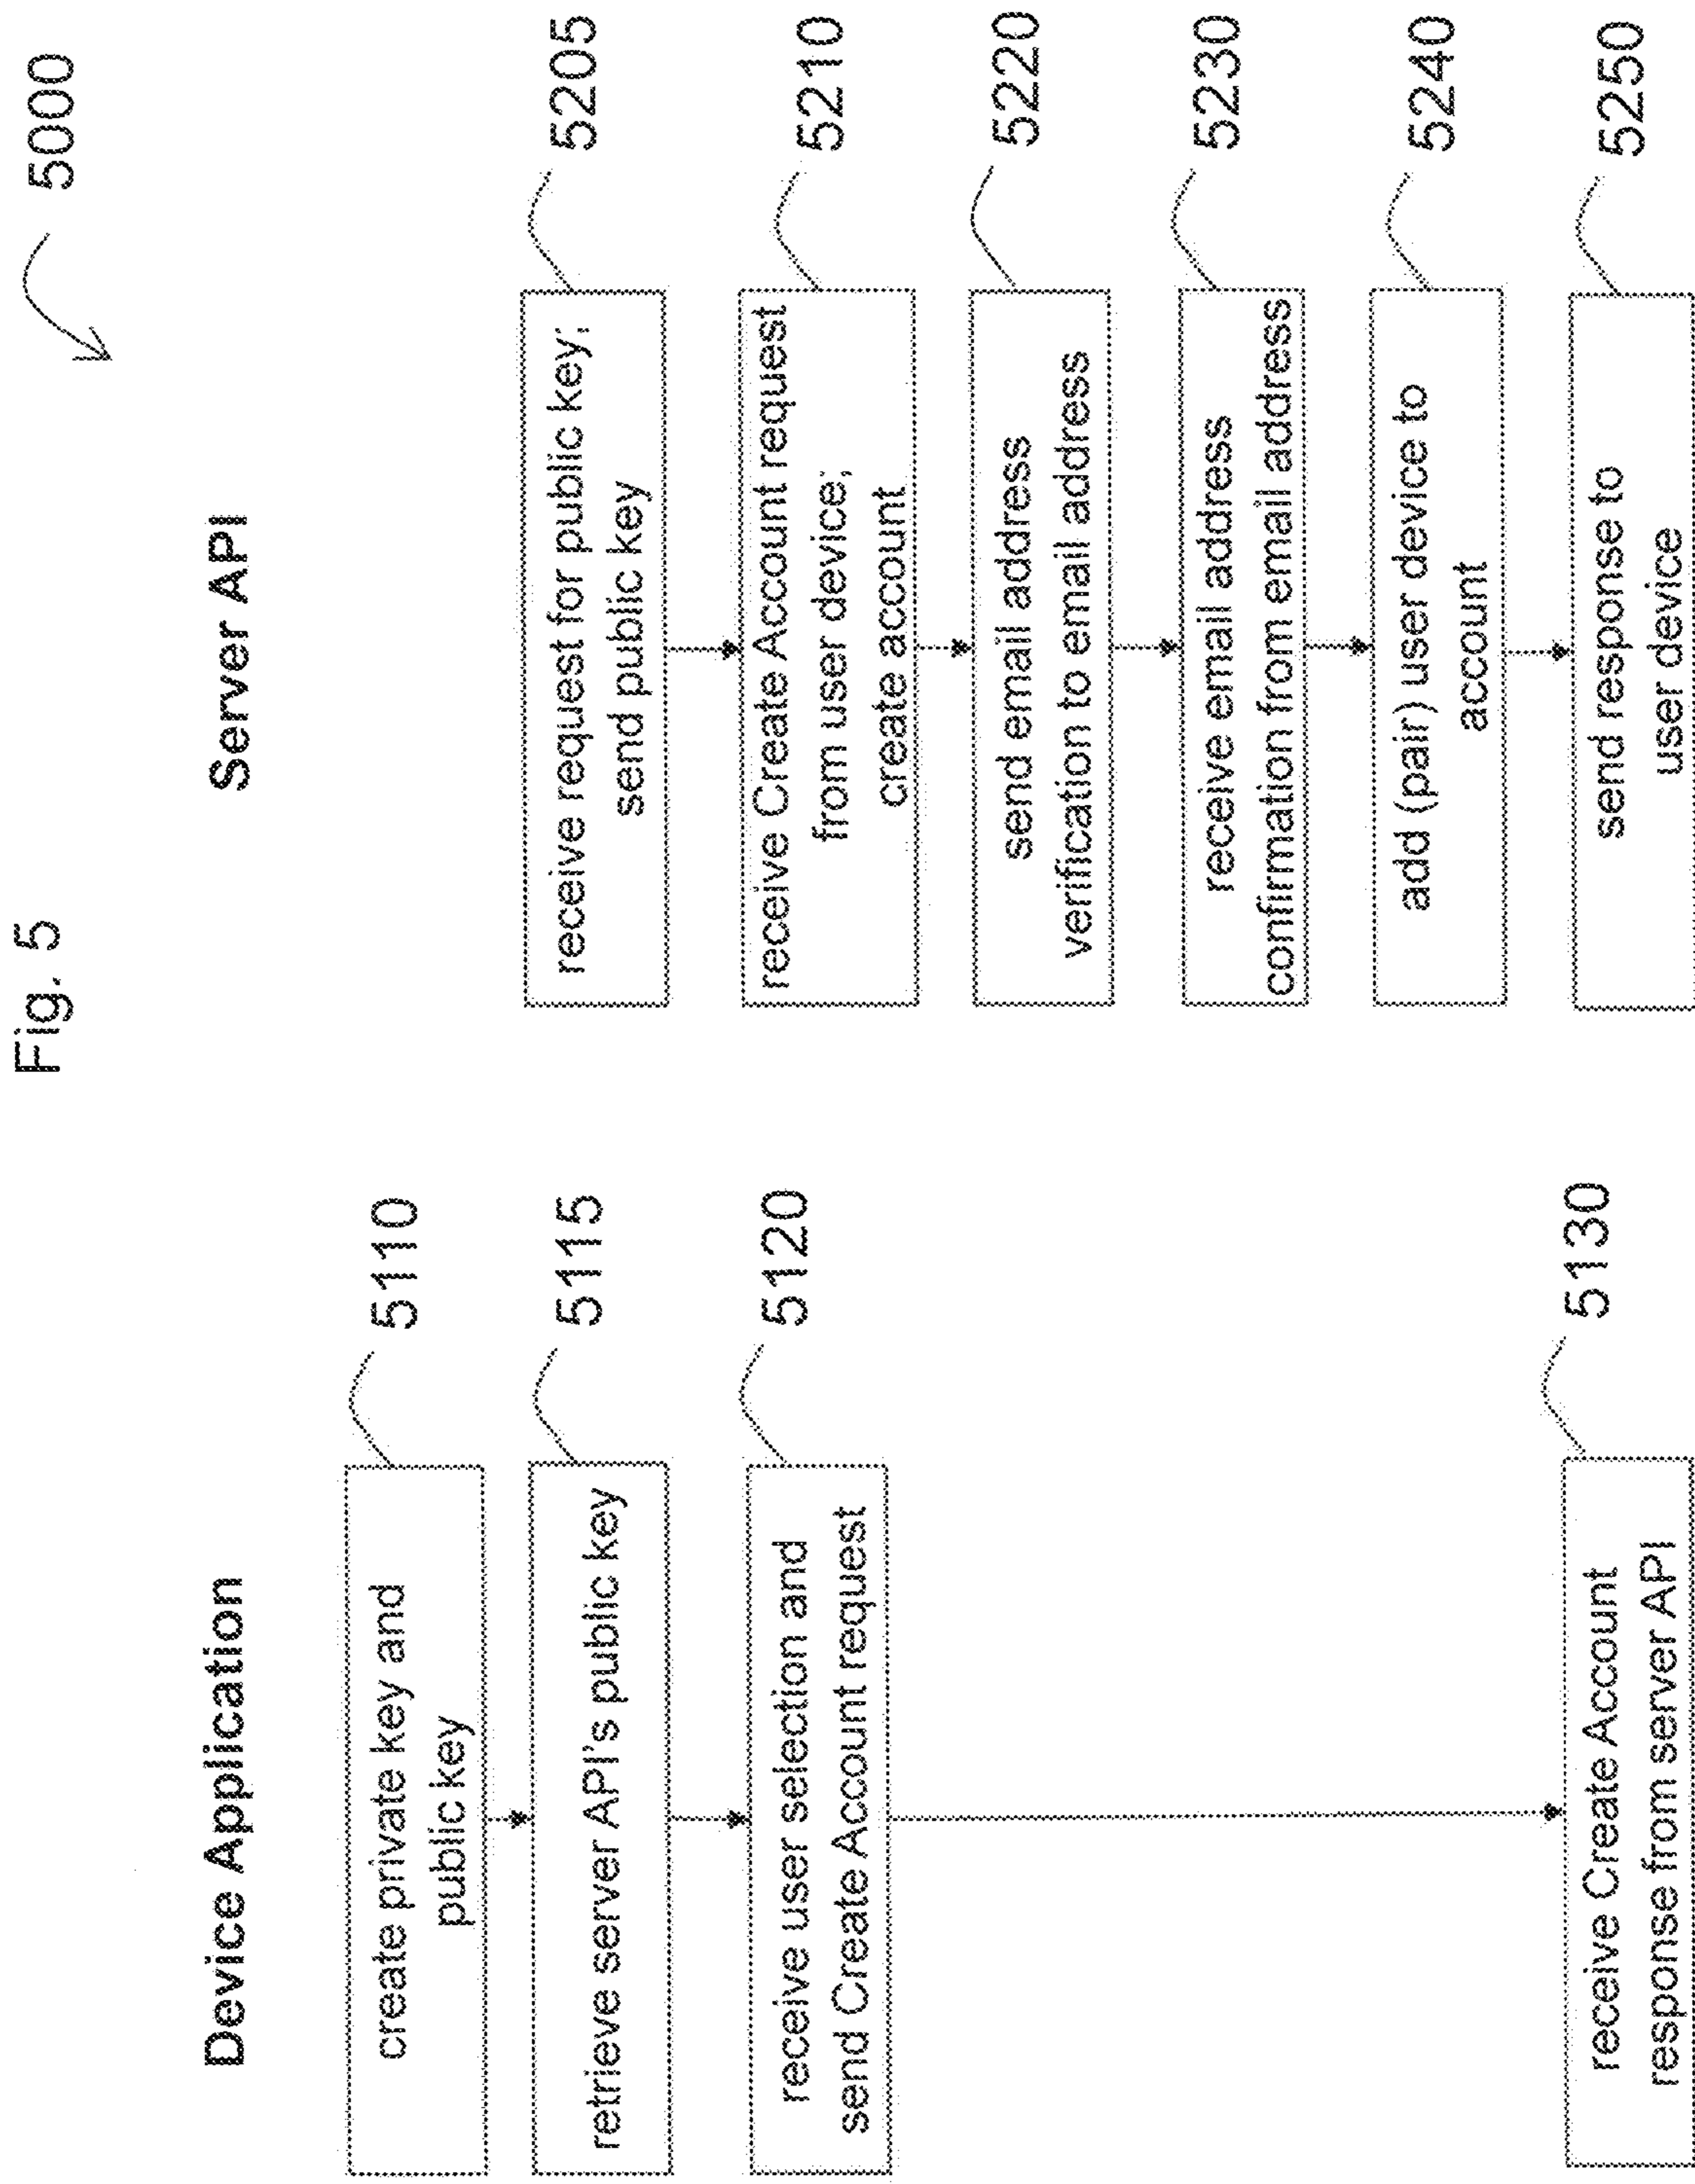 Fig. 5
5000
Device Application
create private key and
public key
5110
retrieve server API's public key
5115
receive user selection and
send Create Account request
5120
receive Create Account
response from server API
5130
Server API
receive request for public key;
send public key
5205
receive Create Account request
from user device;
create account
5210
send email address
verification to email address
5220
receive email address
confirmation from email address
5230
add (pair) user device to
account
5240
send response to
user device
5250